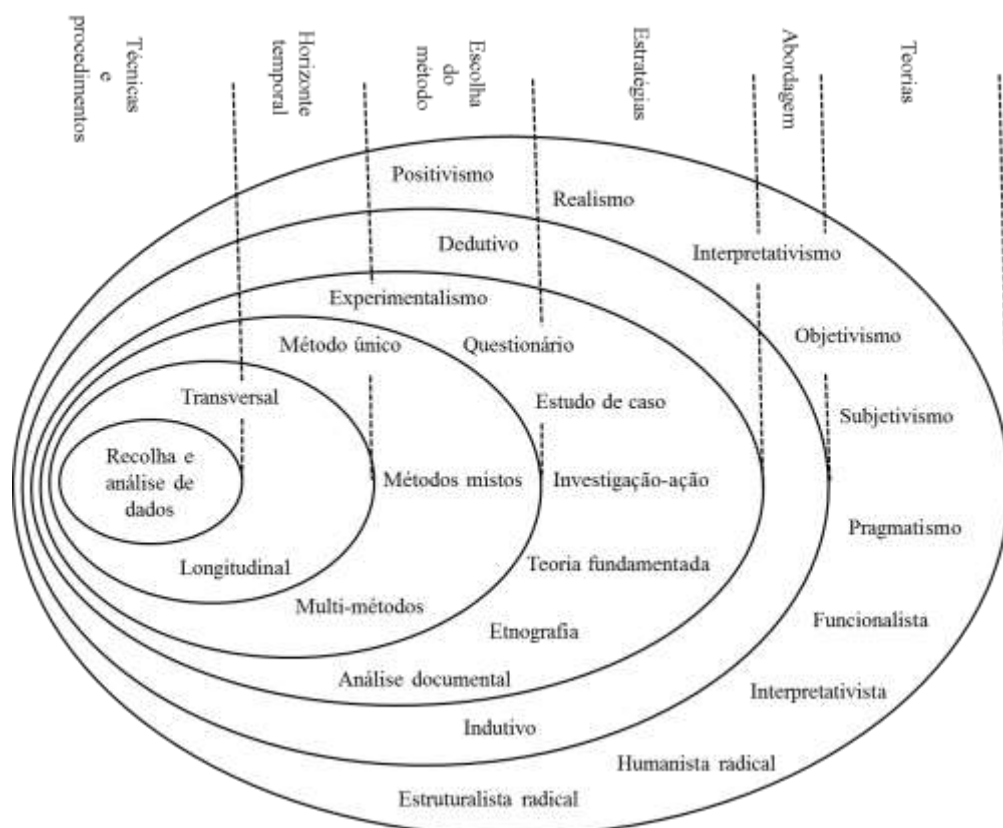 Técnicas
e
procedimentos
Horizonte
temporal
Escolha
do
método
Estratégias
Abordagem
Teorias
Positivismo
Realismo
Dedutivo
Interpretativismo
Experimentalismo
Método único
Questionário
Objetivismo
Transversal
Estudo de caso
Subjetivismo
Recolha e
análise de
dados
Métodos mistos
Investigação-ação
Pragmatismo
Longitudinal
Teoria fundamentada
Multi-métodos
Etnografia
Funcionalista
Análise documental
Interpretativista
Indutivo
Humanista radical
Estruturalista radical